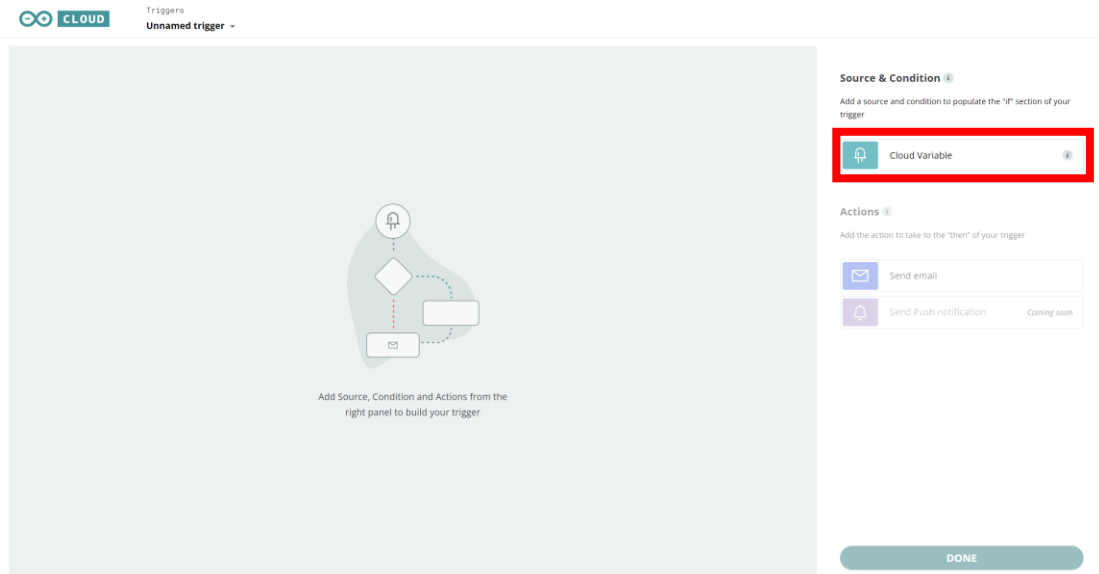 CLOUD
Triggers
Unnamed trigger
Source & Condition i
Add a source and condition to populate the "if" section of your
trigger
Cloud Variable i
Actions i
Add the action to take to the "then" of your trigger
Send email
Send Push notification Coming soon
Add Source, Condition and Actions from the
right panel to build your trigger
DONE